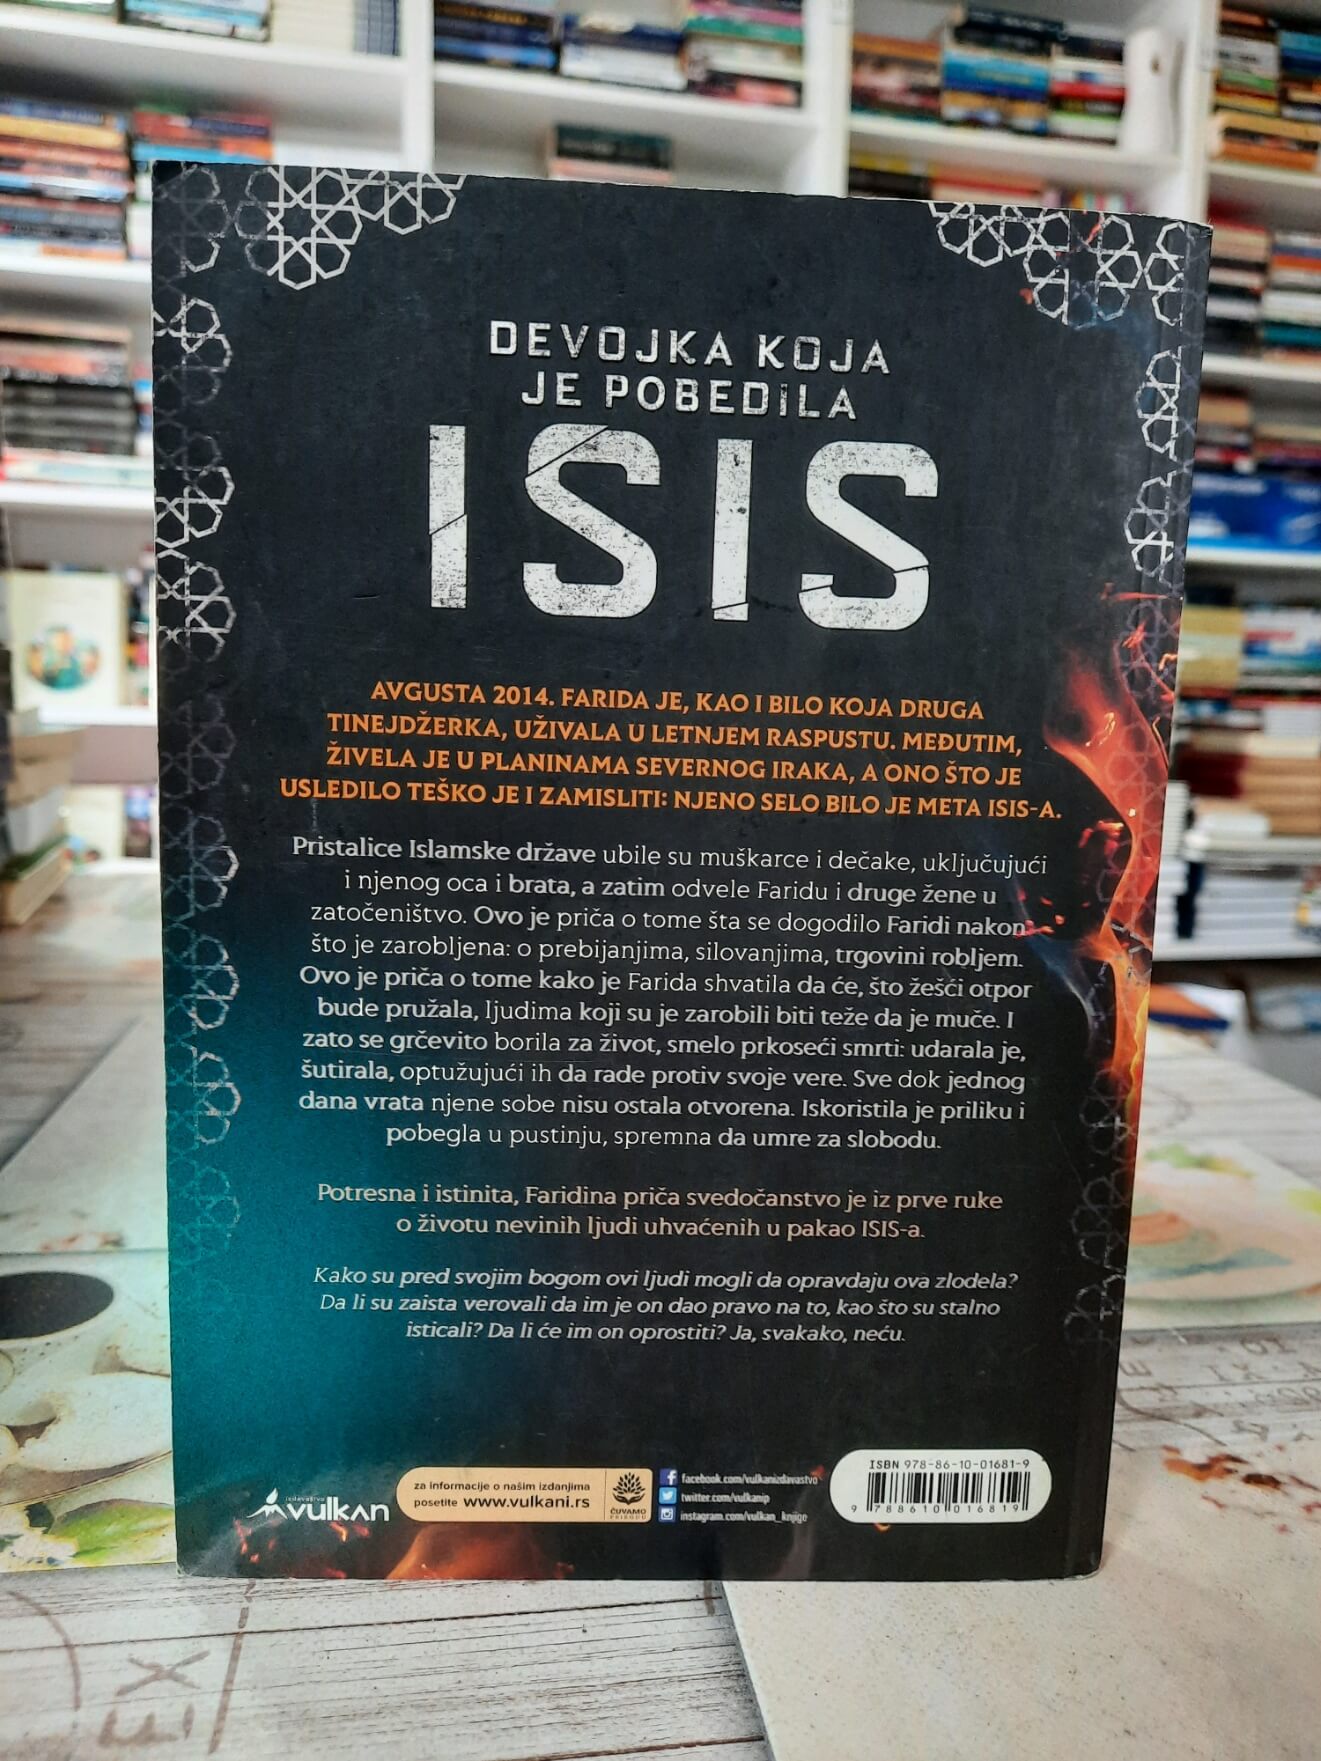 DEVOJKA KOJA
JE POBEDILA
ISIS
AVGUSTA 2014. FARIDA JE, KAO I BILO KOJA DRUGA
TINEJDŽERKA, UŽIVALA U LETNJEM RASPUSTU. MEĐUTIM,
ŽIVELA JE U PLANINAMA SEVERNOG IRAKA, A ONO ŠTO JE
USLEDILO TEŠKO JE I ZAMISLITI: NJENO SELO BILO JE META ISIS-A.
Pristalice Islamske države ubile su muškarce i dečake, uključujući
i njenog oca i brata, a zatim odvele Faridu i druge žene u
zatočeništvo. Ovo je priča o tome šta se dogodilo Faridi nakon
što je zarobljena: o prebijanjima, silovanjima, trgovini robljem.
Ovo je priča o tome kako je Farida shvatila da će, što žešći otpor
bude pružala, ljudima koji su je zarobili biti teže da je muče. I
zato se grčevito borila za život, smelo prkoseći smrti: udarala je,
šutirala, optužujući ih da rade protiv svoje vere. Sve dok jednog
dana vrata njene sobe nisu ostala otvorena. Iskoristila je priliku i
pobegla u pustinju, spremna da umre za slobodu.
Potresna i istinita, Faridina priča svedočanstvo je iz prve ruke
o životu nevinih ljudi uhvaćenih u pakao ISIS-a.
Kako su pred svojim bogom ovi ljudi mogli da opravdaju ova zlodela?
Da li su zaista verovali da im je on dao pravo na to, kao što su stalno
isticali? Da li će im on oprostiti? Ja, svakako, neću.
izdavaštvo
vulkan
za informacije o našim izdanjima
posetite www.vulkani.rs
ČUVAMO
PRIRODU
facebook.com/vulkanizdavastvo
twitter.com/vulkanip
instagram.com/vulkan_knjige
ISBN 978-86-10-01681-9
9 788610 016819